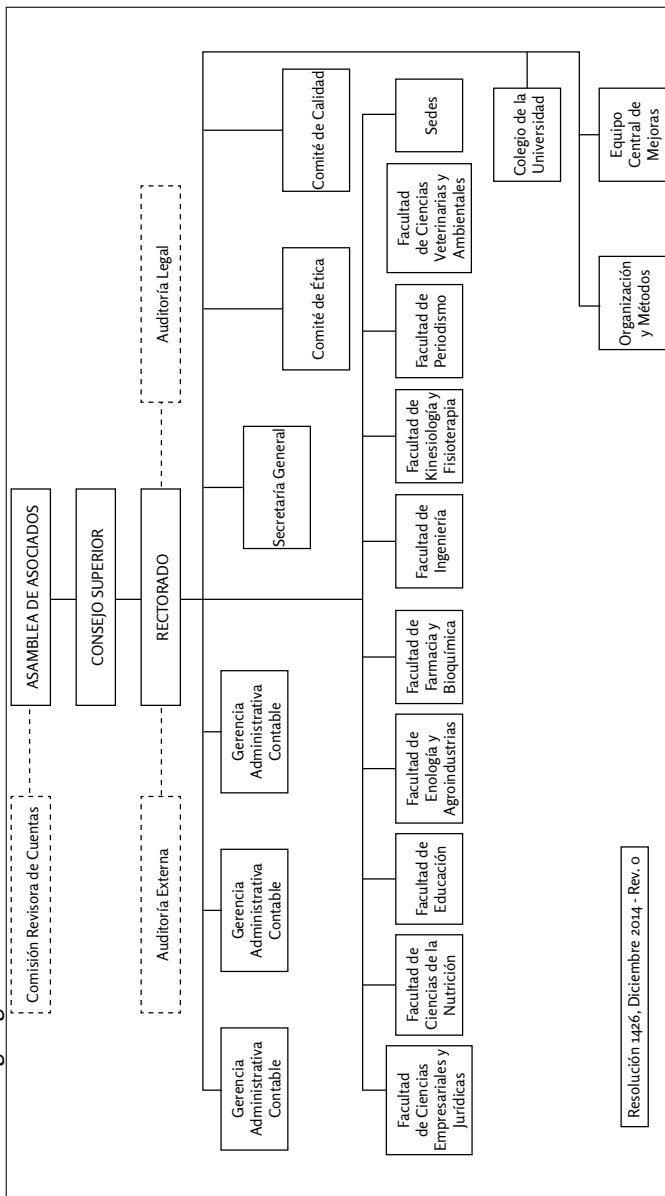 Comisión Revisora de Cuentas
ASAMBLEA DE ASOCIADOS
CONSEJO SUPERIOR
Auditoría Externa
RECTORADO
Auditoría Legal
Gerencia
Administrativa
Contable
Gerencia
Administrativa
Contable
Gerencia
Administrativa
Contable
Secretaría General
Comité de Ética
Comité de Calidad
Facultad
de Ciencias
Empresariales y
Jurídicas
Facultad de
Ciencias de la
Nutrición
Facultad de
Educación
Facultad de
Enología y
Agroindustrias
Facultad de
Farmacia y
Bioquímica
Facultad de
Ingeniería
Facultad de
Kinesiología y
Fisioterapia
Facultad de
Periodismo
Facultad
de Ciencias
Veterinarias y
Ambientales
Sedes
Colegio de la
Universidad
Organización
y Métodos
Equipo
Central de
Mejoras
Resolución 1426, Diciembre 2014 - Rev. 0